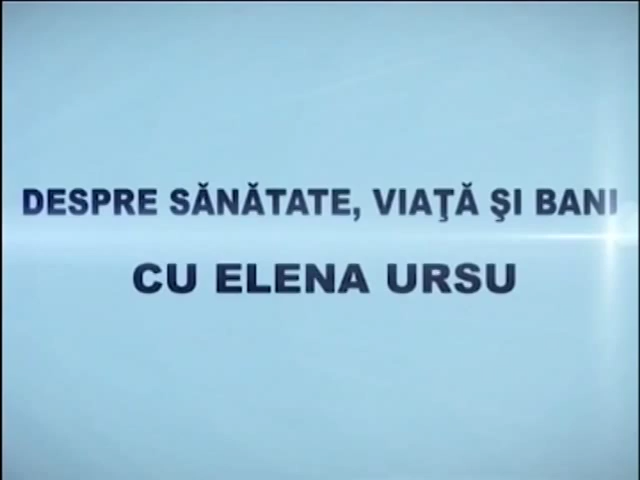 DESPRE SĂNĂTATE, VIAŢĂ ŞI BANI
CU ELENA URSU